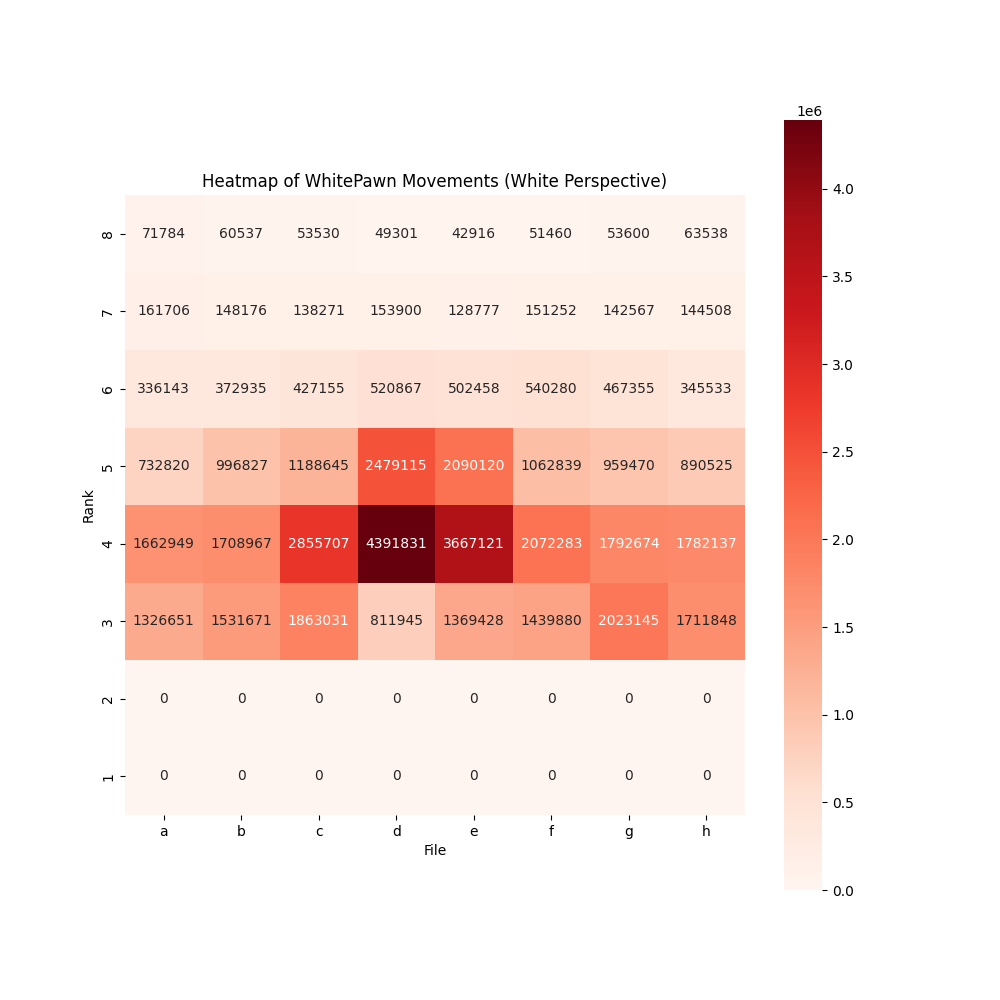 1e6
Heatmap of WhitePawn Movements (White Perspective)
8 71784 60537 53530 49301 42916 51460 53600 63538
4.0
7 161706 148176 138271 153900 128777 151252 142567 144508
3.5
6 336143 372935 427155 520867 502458 540280 467355 345533
3.0
5 732820 996827 1188645 2479115 2090120 1062839 959470 890525
2.5
Rank
4 1662949 1708967 2855707 4391831 3667121 2072283 1792674 1782137
2.0
3 1326651 1531671 1863031 811945 1369428 1439880 2023145 1711848
1.5
2 0 0 0 0 0 0 0 0
1.0
1 0 0 0 0 0 0 0 0
0.5
a b c d e f g h
File
0.0